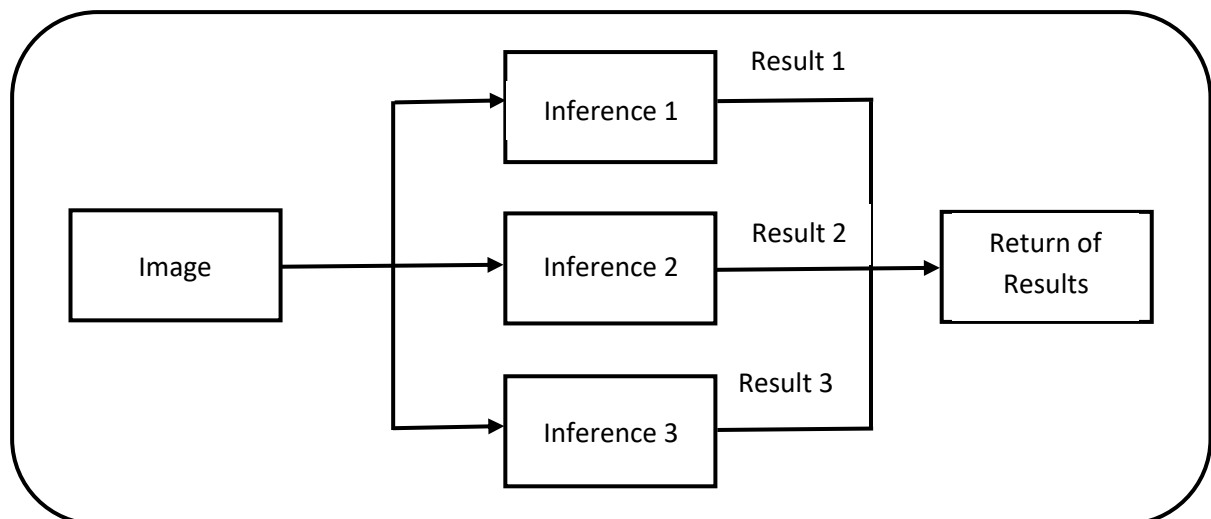 Result 1
Inference 1
Image
Result 2
Inference 2
Return of
Results
Result 3
Inference 3